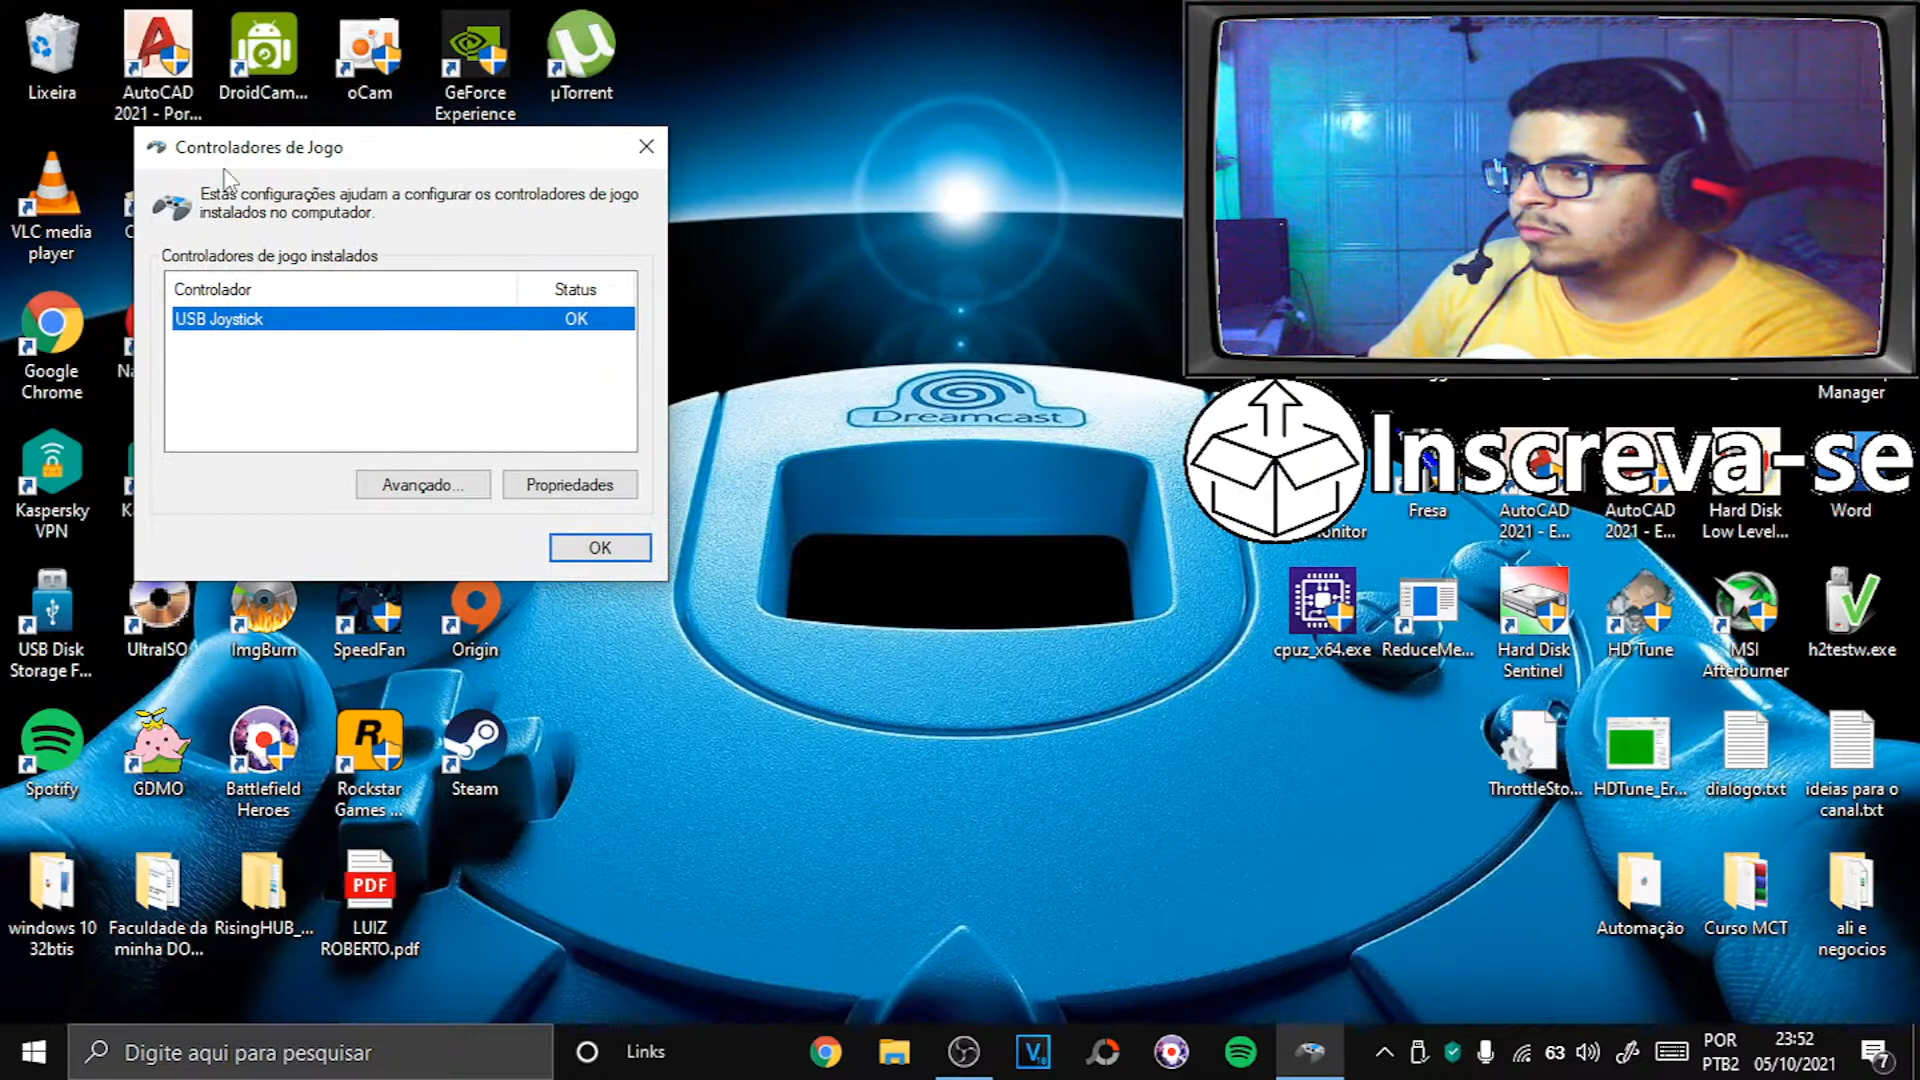 Lixeira
AutoCAD
2021 - Por...
DroidCam...
oCam
GeForce
Experience
µTorrent
Controladores de Jogo
Estas configurações ajudam a configurar os controladores de jogo
instalados no computador.
Controladores de jogo instalados
Controlador
Status
USB Joystick
OK
Avançado...
Propriedades
OK
VLC media
player
Google
Chrome
Kaspersky
VPN
USB Disk
Storage F...
UltraISO
ImgBurn
SpeedFan
Origin
Spotify
GDMO
Battlefield
Heroes
Rockstar
Games ...
Steam
windows 10
32btis
Faculdade da
minha DO...
RisingHUB_...
PDF
LUIZ
ROBERTO.pdf
Dreamcast
Inscreva-se
Manager
Fresa
AutoCAD
2021 - E...
AutoCAD
2021 - E...
Hard Disk
Low Level...
Word
cpuz_x64.exe
ReduceMe...
Hard Disk
Sentinel
HD Tune
MSI
Afterburner
h2testw.exe
ThrottleSto...
HDTune_Er...
dialogo.txt
ideias para o
canal.txt
Automação
Curso MCT
ali e
negocios
Digite aqui para pesquisar
Links
63
POR
PTB2
23:52
05/10/2021
7